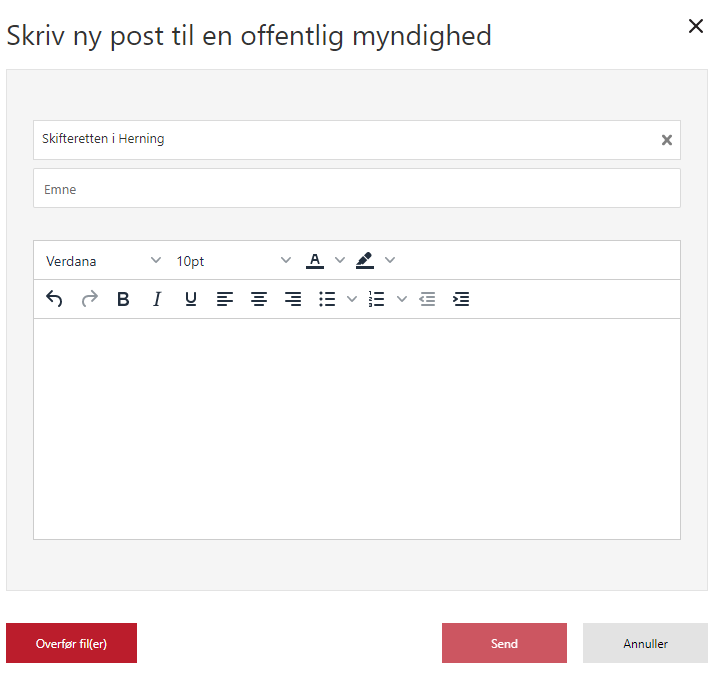 Skriv ny post til en offentlig myndighed
Skifteretten i Herning
Emne
Verdana 10pt A
B I U
Overfør fil(er) Send Annuller